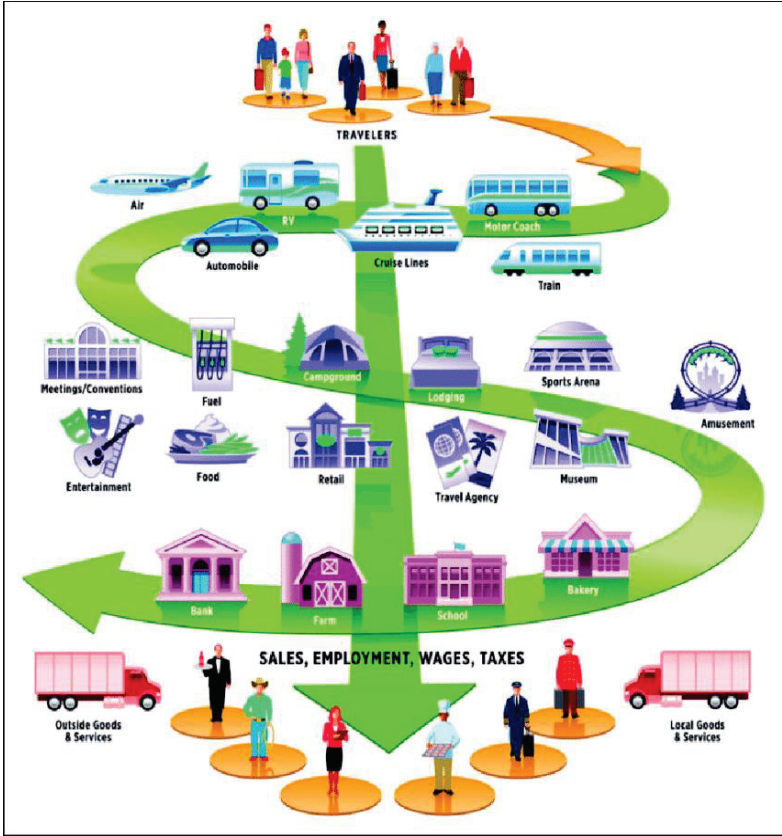 TRAVELERS
Air
RV
Motor Coach
Automobile
Cruise Lines
Train
Meetings/Conventions
Fuel
Campground
Lodging
Sports Arena
Amusement
Entertainment
Food
Retail
Travel Agency
Museum
Bank
Farm
School
Bakery
SALES, EMPLOYMENT, WAGES, TAXES
Outside Goods
& Services
Local Goods
& Services